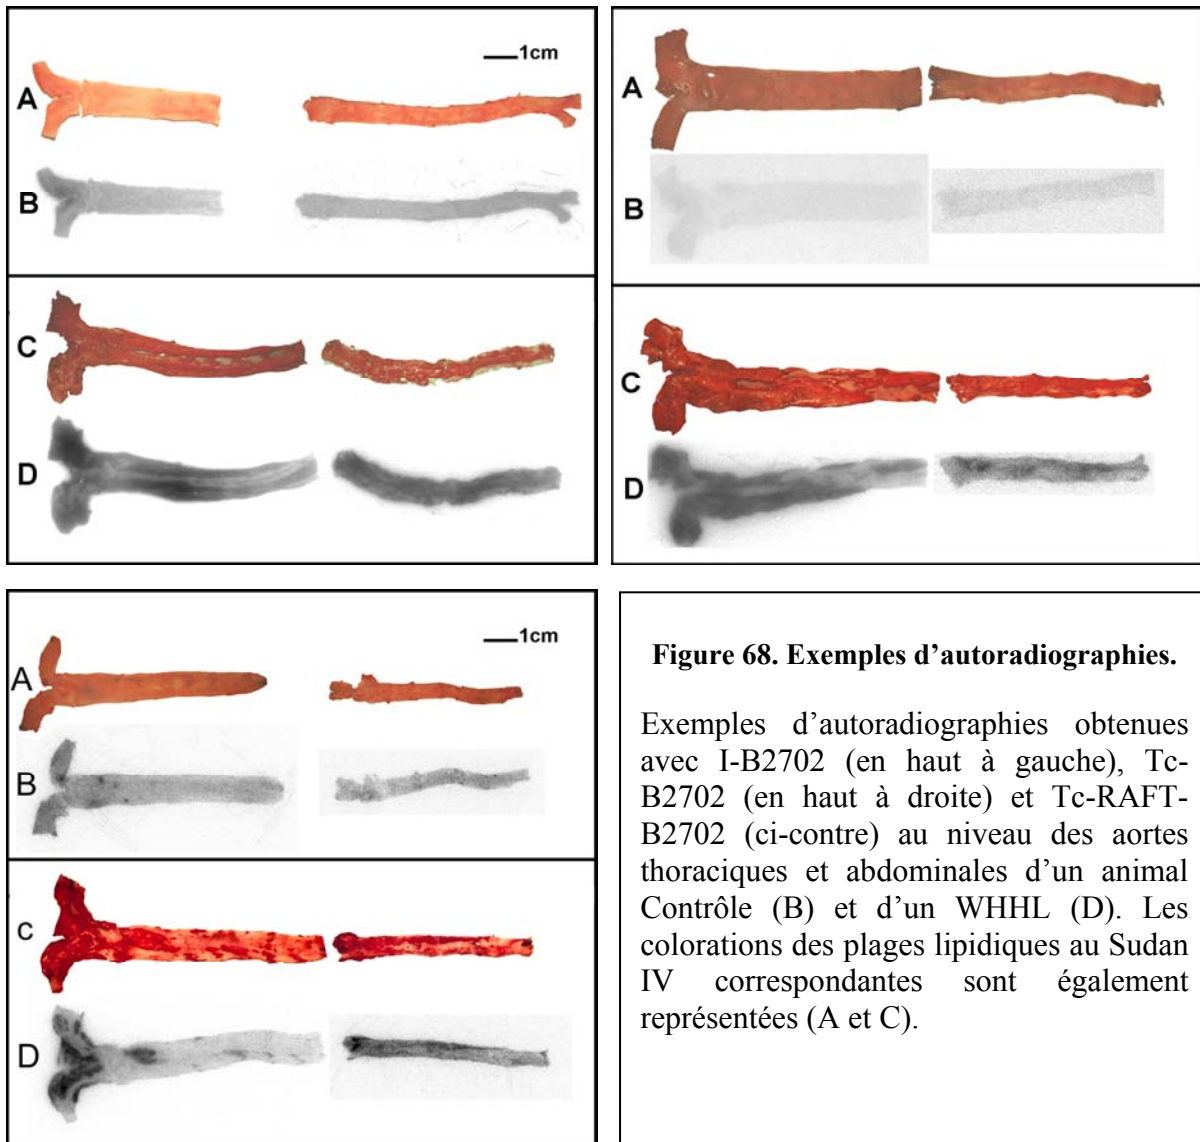 1cm
A
B
C
D
A
B
C
D
1cm
A
B
C
D
Figure 68. Exemples d’autoradiographies.
Exemples d’autoradiographies obtenues
avec I-B2702 (en haut à gauche), Tc-
B2702 (en haut à droite) et Tc-RAFT-
B2702 (ci-contre) au niveau des aortes
thoraciques et abdominales d’un animal
Contrôle (B) et d’un WHHL (D). Les
colorations des plages lipidiques au Sudan
IV correspondantes sont également
représentées (A et C).